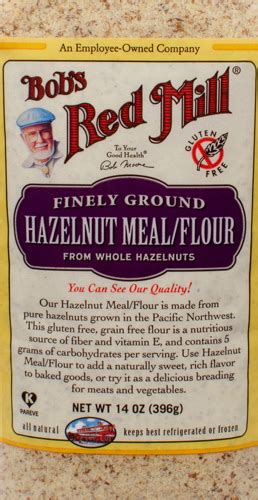 An Employee-Owned Company
Bob's
Red Mill®
To Your
Good Health®
Bob Moore
GLUTEN
FREE
FINELY GROUND
HAZELNUT MEAL/FLOUR
FROM WHOLE HAZELNUTS
You Can See Our Quality!
Our Hazelnut Meal/Flour is made from
pure hazelnuts grown in the Pacific Northwest.
This gluten free, grain free flour is a nutritious
source of fiber and vitamin E, and contains 5
grams of carbohydrates per serving. Use Hazelnut
Meal/Flour to add a naturally sweet, rich flavor
to baked goods, or try it as a delicious breading
for meats and vegetables.
K
PAREVE
NET WT 14 OZ (396g)
all natural
keeps best refrigerated or frozen